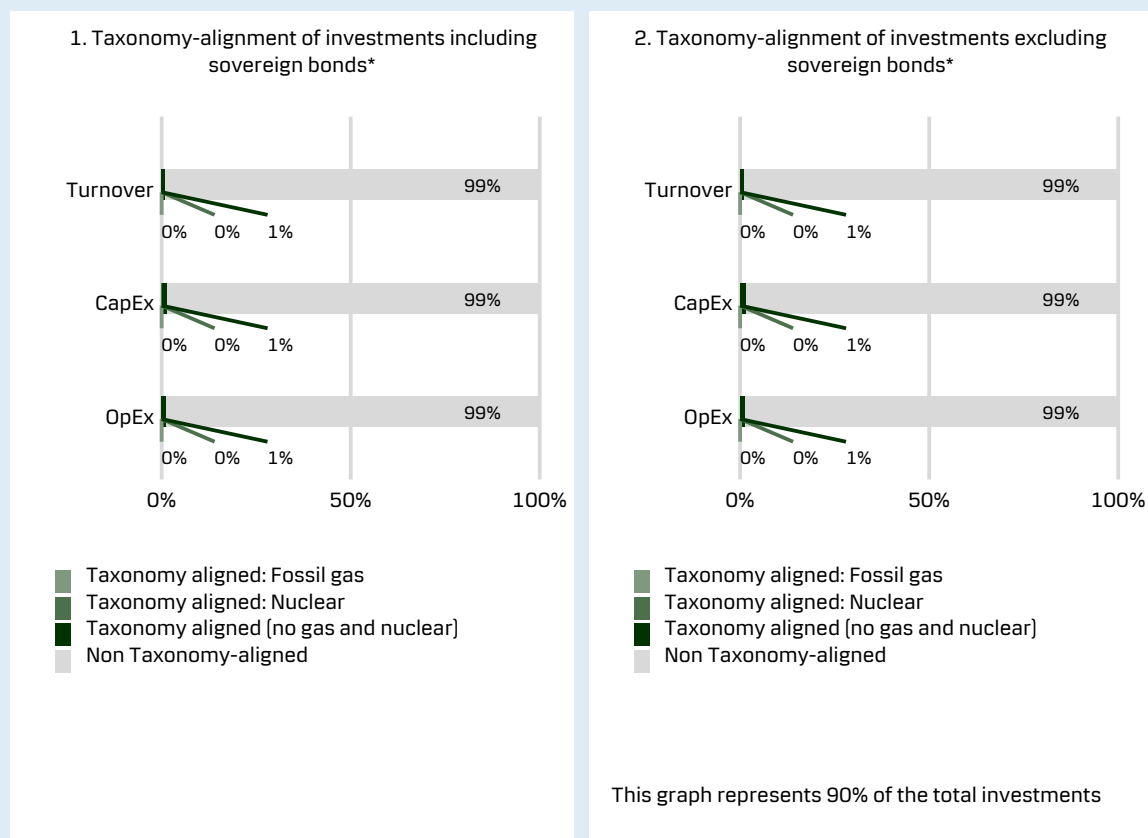 1. Taxonomy-alignment of investments including
sovereign bonds*
Turnover
99%
0% 0% 1%
CapEx
99%
0% 0% 1%
OpEx
99%
0% 0% 1%
0% 50% 100%
Taxonomy aligned: Fossil gas
Taxonomy aligned: Nuclear
Taxonomy aligned (no gas and nuclear)
Non Taxonomy-aligned
2. Taxonomy-alignment of investments excluding
sovereign bonds*
Turnover
99%
0% 0% 1%
CapEx
99%
0% 0% 1%
OpEx
99%
0% 0% 1%
0% 50% 100%
Taxonomy aligned: Fossil gas
Taxonomy aligned: Nuclear
Taxonomy aligned (no gas and nuclear)
Non Taxonomy-aligned
This graph represents 90% of the total investments